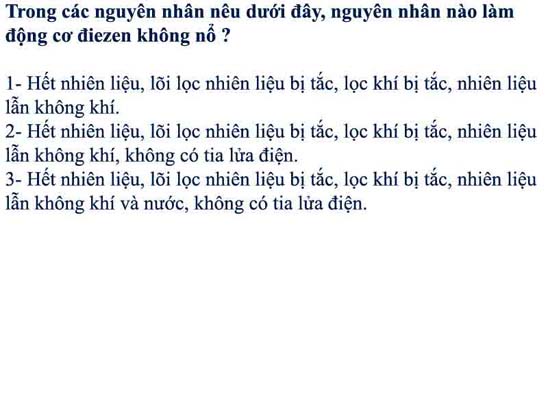 Trong các nguyên nhân nêu dưới đây, nguyên nhân nào làm
động cơ điezen không nổ ?
1- Hết nhiên liệu, lõi lọc nhiên liệu bị tắc, lọc khí bị tắc, nhiên liệu
lẫn không khí.
2- Hết nhiên liệu, lõi lọc nhiên liệu bị tắc, lọc khí bị tắc, nhiên liệu
lẫn không khí, không có tia lửa điện.
3- Hết nhiên liệu, lõi lọc nhiên liệu bị tắc, lọc khí bị tắc, nhiên liệu
lẫn không khí và nước, không có tia lửa điện.